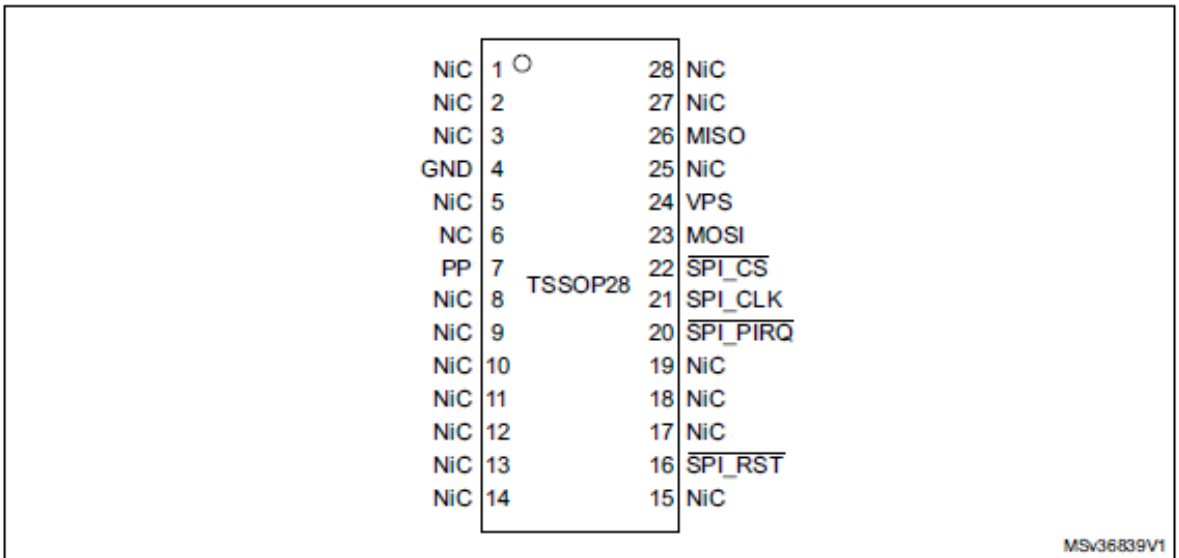 NiC 1 28 NiC
NiC 2 27 NiC
NiC 3 26 MISO
GND 4 25 NiC
NiC 5 24 VPS
NC 6 23 MOSI
PP 7 22 SPI_CS
TSSOP28
NiC 8 21 SPI_CLK
NiC 9 20 SPI_PIRQ
NiC 10 19 NiC
NiC 11 18 NiC
NiC 12 17 NiC
NiC 13 16 SPI_RST
NiC 14 15 NiC
MSv36839V1